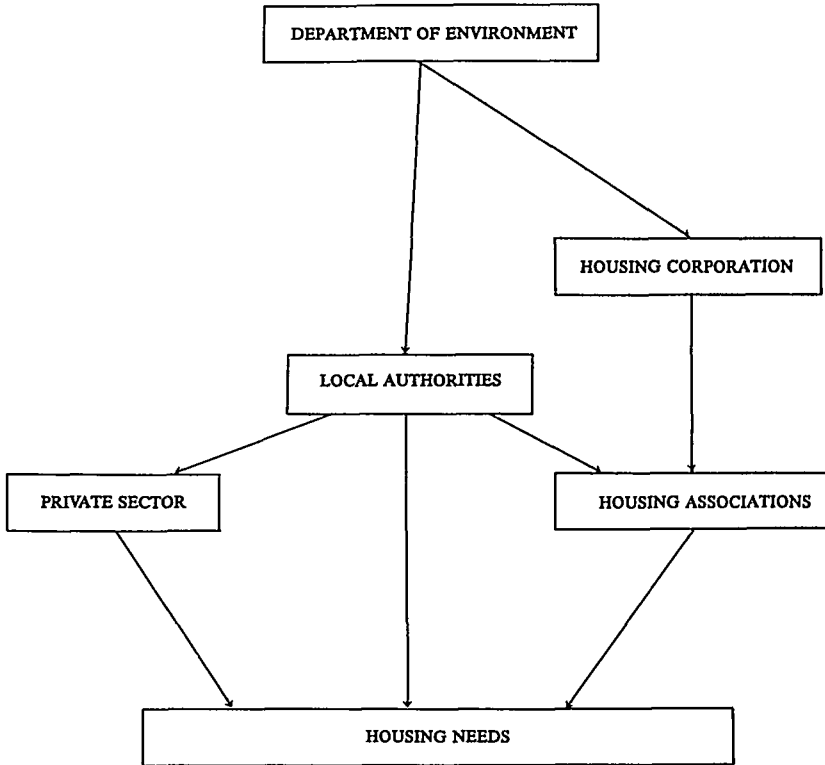 DEPARTMENT OF ENVIRONMENT
HOUSING CORPORATION
LOCAL AUTHORITIES
PRIVATE SECTOR
HOUSING ASSOCIATIONS
HOUSING NEEDS